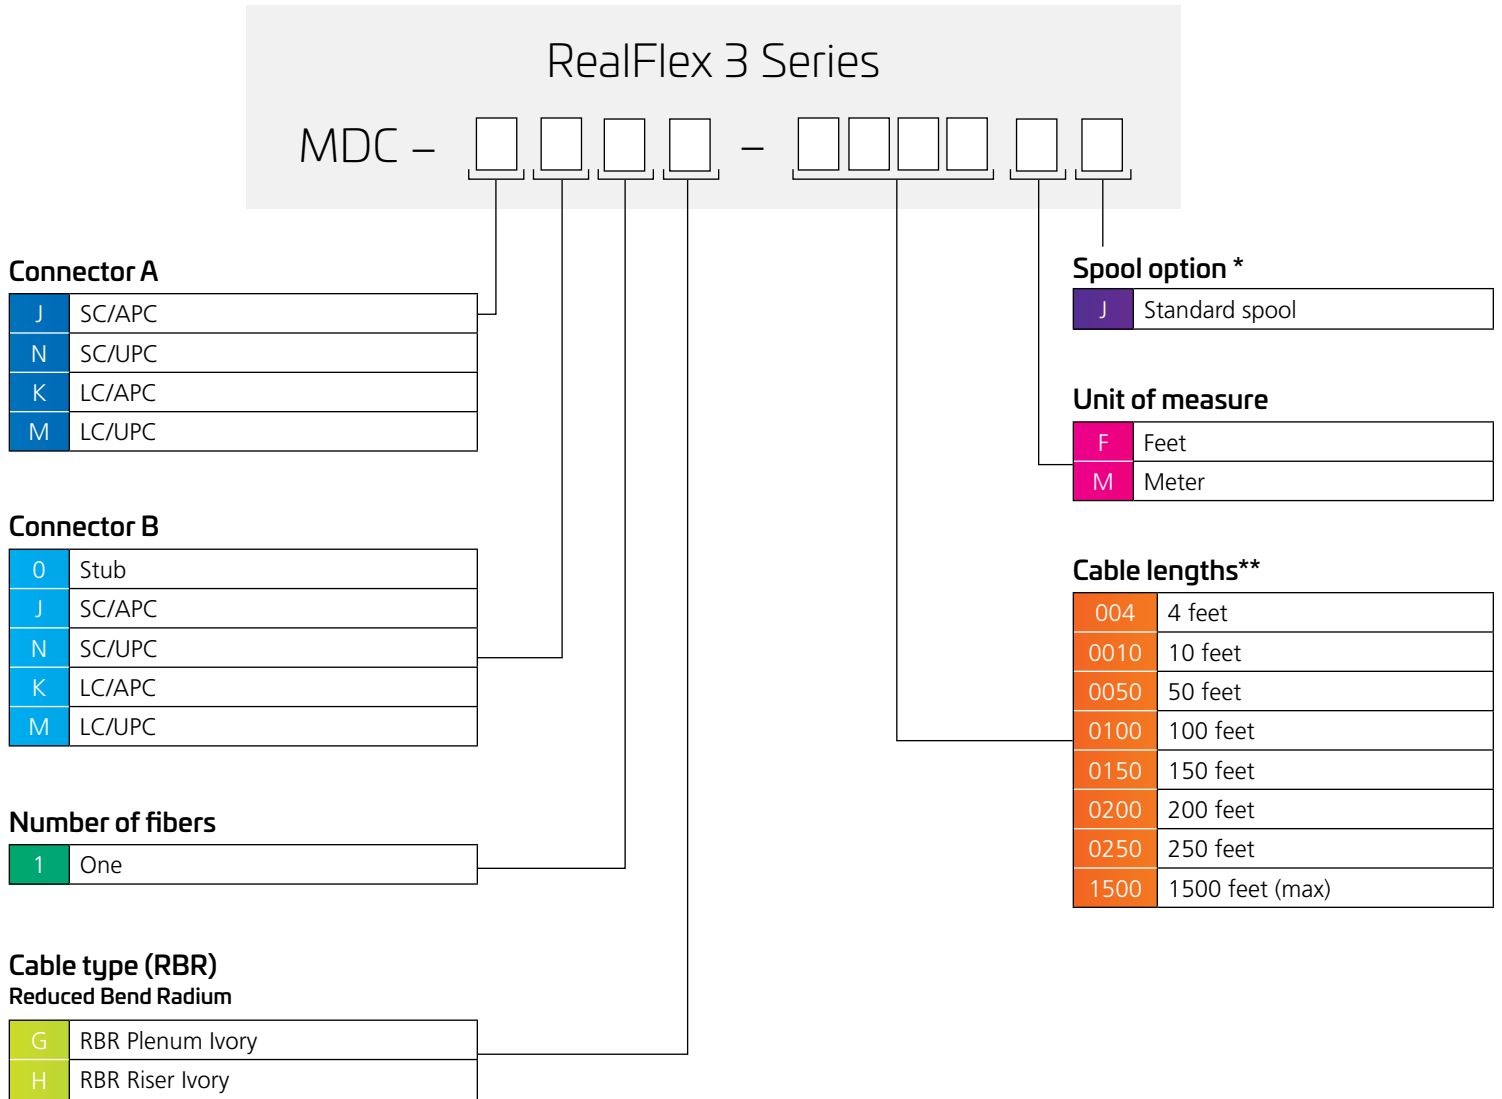 RealFlex 3 Series
MDC – –
Connector A
J SC/APC
N SC/UPC
K LC/APC
M LC/UPC
Connector B
0 Stub
J SC/APC
N SC/UPC
K LC/APC
M LC/UPC
Number of fibers
1 One
Cable type (RBR)
Reduced Bend Radium
G RBR Plenum Ivory
H RBR Riser Ivory
Spool option *
J Standard spool
Unit of measure
F Feet
M Meter
Cable lengths**
004 4 feet
0010 10 feet
0050 50 feet
0100 100 feet
0150 150 feet
0200 200 feet
0250 250 feet
1500 1500 feet (max)